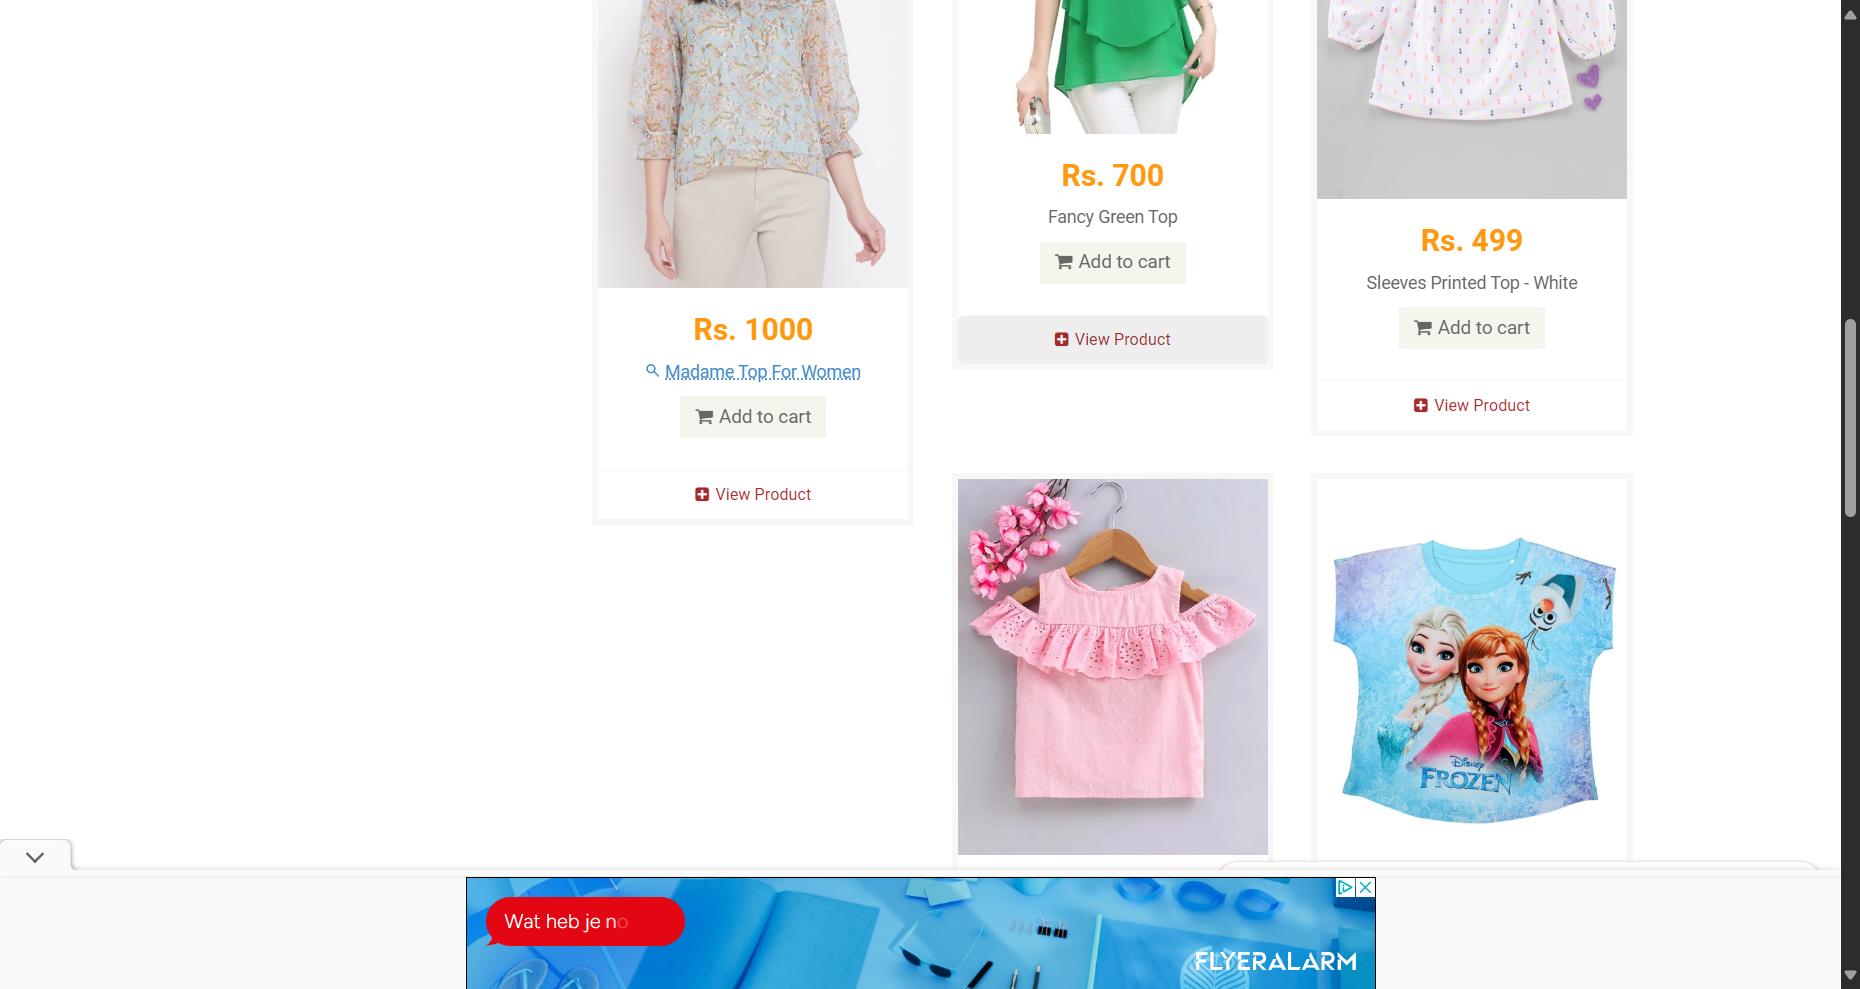 Rs. 1000
Madame Top For Women
Add to cart
View Product
Rs. 700
Fancy Green Top
Add to cart
View Product
Rs. 499
Sleeves Printed Top - White
Add to cart
View Product
Disney
FROZEN
Wat heb je no
FLYERALARM